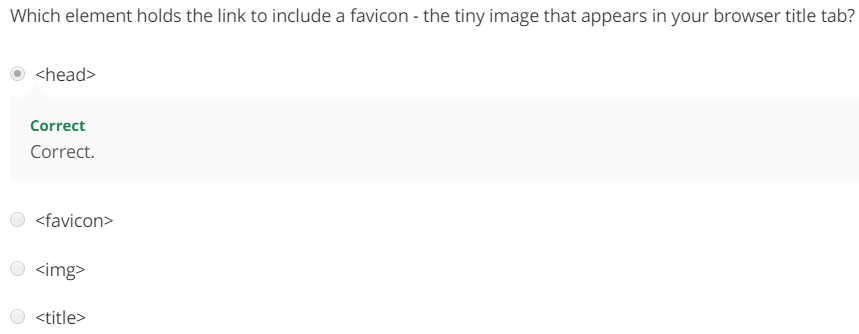 Which element holds the link to include a favicon - the tiny image that appears in your browser title tab?
<head>
Correct
Correct.
<favicon>
<img>
<title>